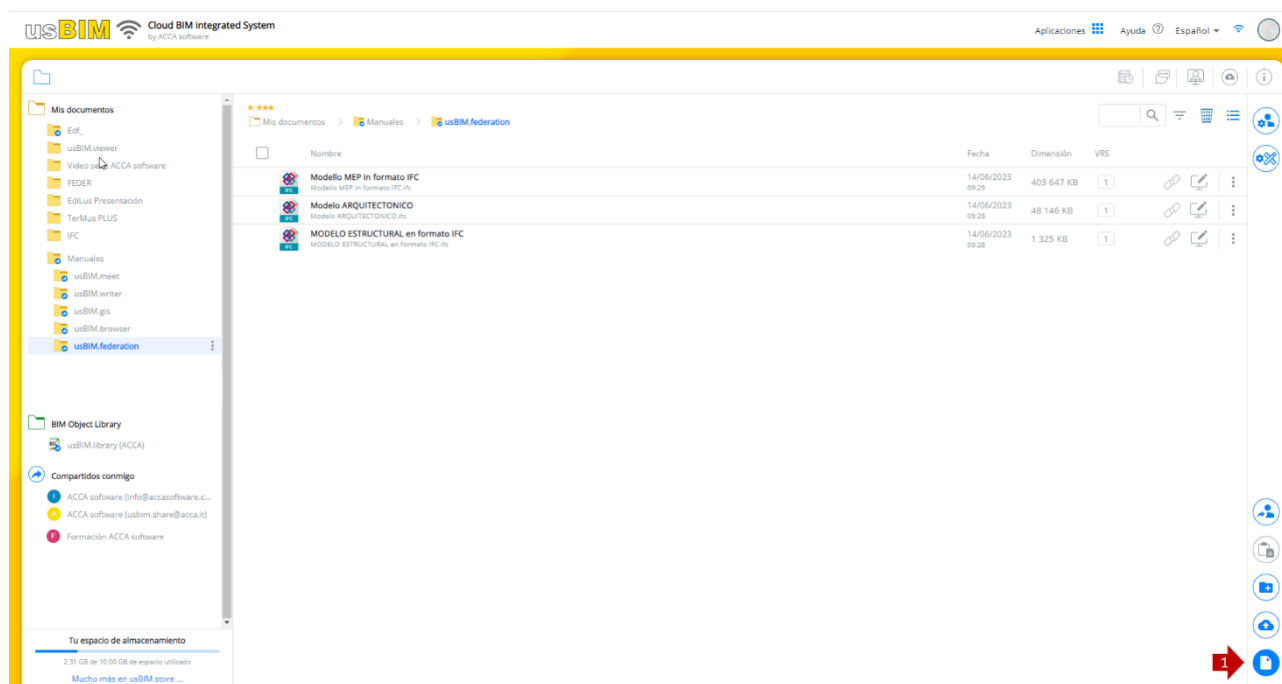 usBIM Cloud BIM integrated System
by ACCA software
Aplicaciones Ayuda Español
Mis documentos
Edf_
usBIM.viewer
ACCA software
FEDER
EdiLus Presentación
TerMus PLUS
IFC
Manuales
usBIM.meet
usBIM.writer
usBIM.gis
usBIM.browser
usBIM.federation
BIM Object Library
usBIM.library (ACCA)
Compartidos conmigo
ACCA software (info@accasoftware.c...
ACCA software (usbim.share@acca.it)
F Formación ACCA software
Tu espacio de almacenamiento
2.31 GB de 10.00 GB de espacio utilizado
Mucho más en usBIM.store ...
Mis documentos > Manuales > usBIM.federation
Nombre Fecha Dimensión VRS
Modello MEP in formato IFC 14/06/2023 403 647 KB 1
IFC Modello MEP in formato IFC.ifc 09:29
Modelo ARQUITECTONICO 14/06/2023 48 146 KB 1
IFC Modelo ARQUITECTONICO.ifc 09:28
MODELO ESTRUCTURAL en formato IFC 14/06/2023 1 325 KB 1
IFC MODELO ESTRUCTURAL en formato IFC.ifc 09:28
1